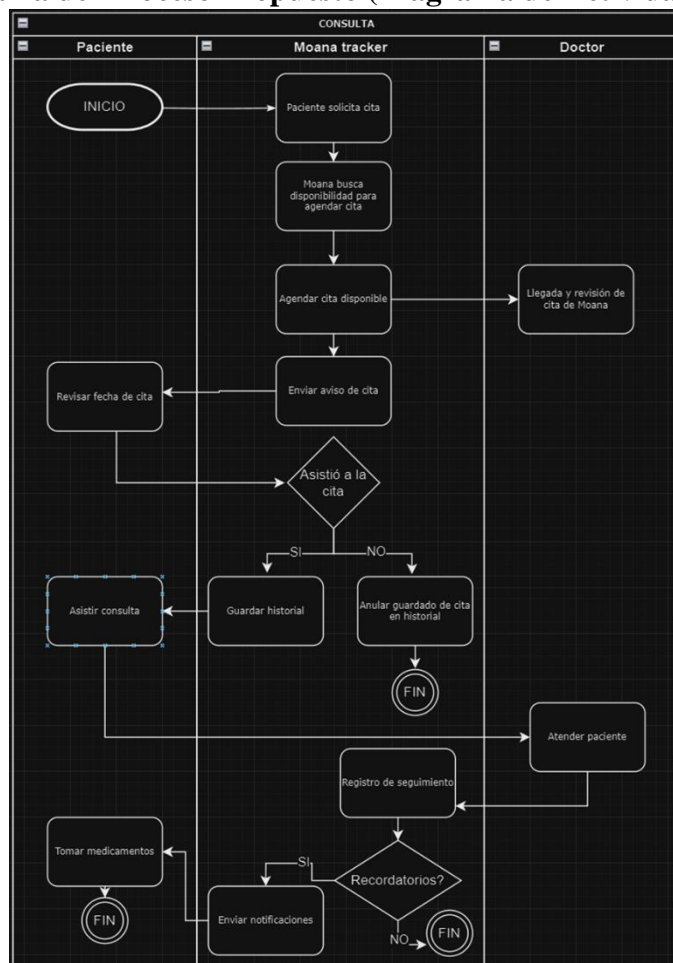 Proceso Propuesto
CONSULTA
Paciente
Moana tracker
Doctor
INICIO
Paciente solicita cita
Moana busca
disponibilidad para
agendar cita
Agendar cita disponible
Llegada y revisión de
cita de Moana
Enviar aviso de cita
Revisar fecha de cita
Asistió a la
cita
SI
NO
Asistir consulta
Guardar historial
Anular guardado de cita
en historial
FIN
Atender paciente
Registro de seguimiento
Tomar medicamentos
SI
Recordatorios?
FIN
Enviar notificaciones
NO
FIN